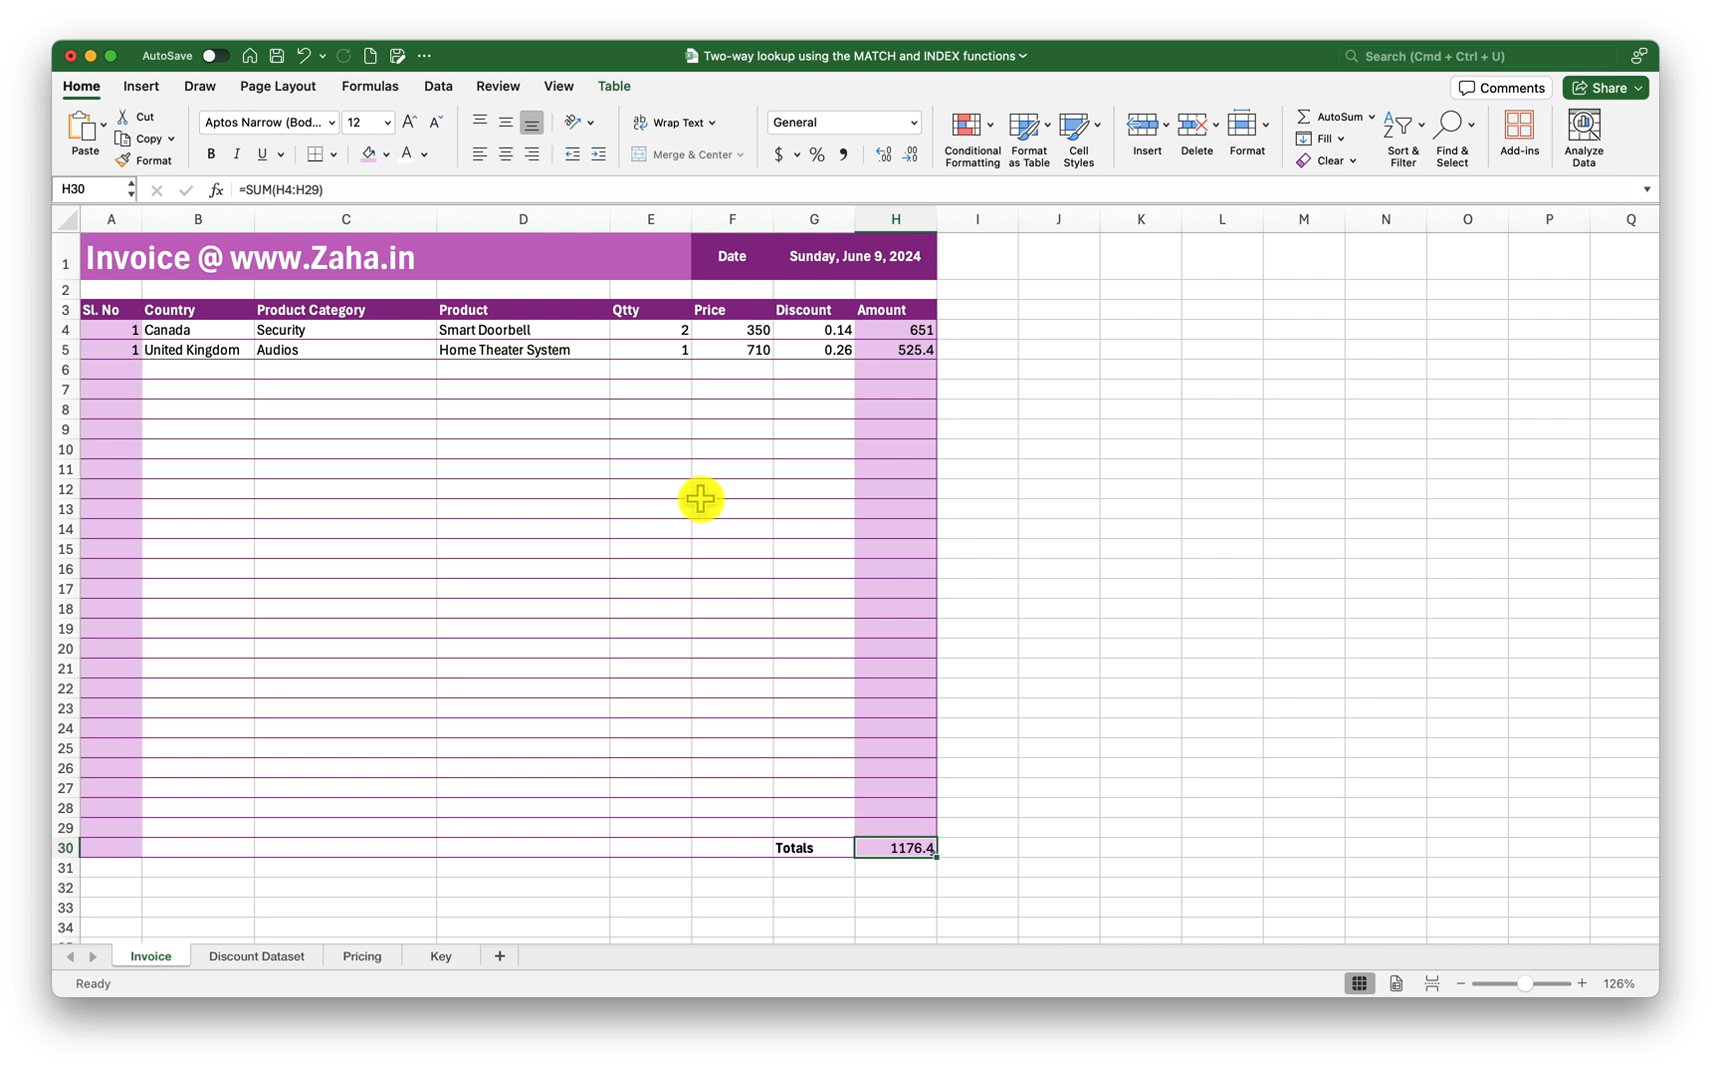 AutoSave
Two-way lookup using the MATCH and INDEX functions
Search (Cmd + Ctrl + U)
Home Insert Draw Page Layout Formulas Data Review View Table
Comments Share
Paste
Cut
Copy
Format
Aptos Narrow (Bod... 12
B I U
Wrap Text
Merge & Center
General
$ %
Conditional Formatting
Format as Table
Cell Styles
Insert Delete Format
AutoSum
Fill
Clear
Sort & Filter
Find & Select
Add-ins
Analyze Data
H30 fx =SUM(H4:H29)
A B C D E F G H I J K L M N O P Q
1 Invoice @ www.Zaha.in Date Sunday, June 9, 2024
2
3 Sl. No Country Product Category Product Qtty Price Discount Amount
4 1 Canada Security Smart Doorbell 2 350 0.14 651
5 1 United Kingdom Audios Home Theater System 1 710 0.26 525.4
6
7
8
9
10
11
12
13
14
15
16
17
18
19
20
21
22
23
24
25
26
27
28
29
30 Totals 1176.4
31
32
33
34
Invoice Discount Dataset Pricing Key +
Ready
126%